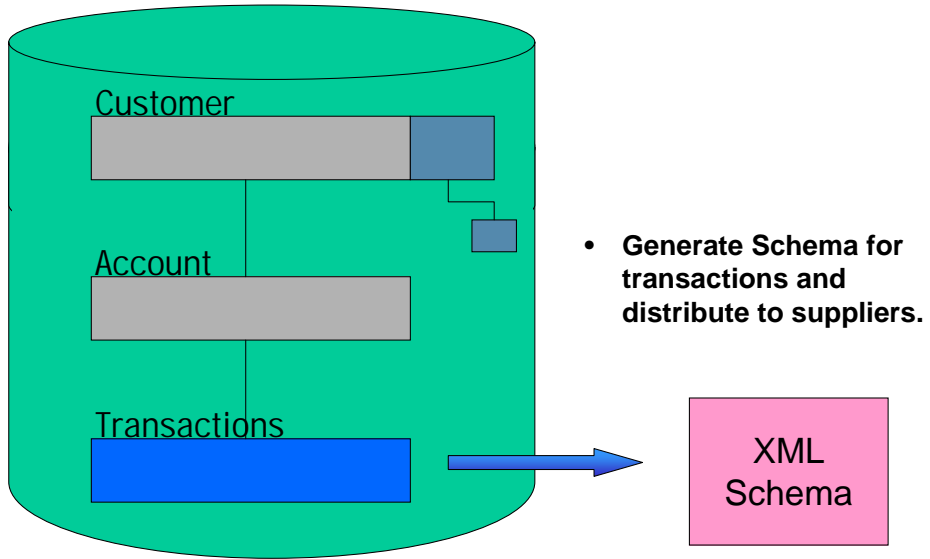 Customer
Account
Transactions
• Generate Schema for
transactions and
distribute to suppliers.
XML
Schema